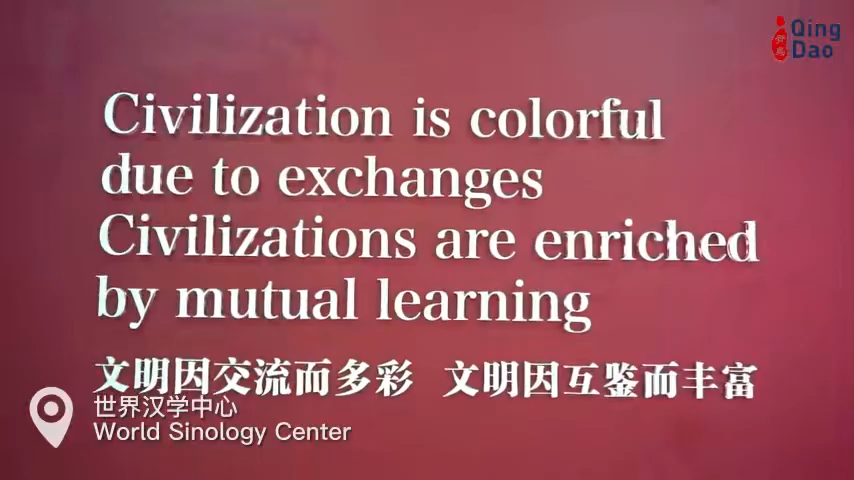 Qing
Dao
Civilization is colorful
due to exchanges
Civilizations are enriched
by mutual learning
文明因交流而多彩 文明因互鉴而丰富
世界汉学中心
World Sinology Center